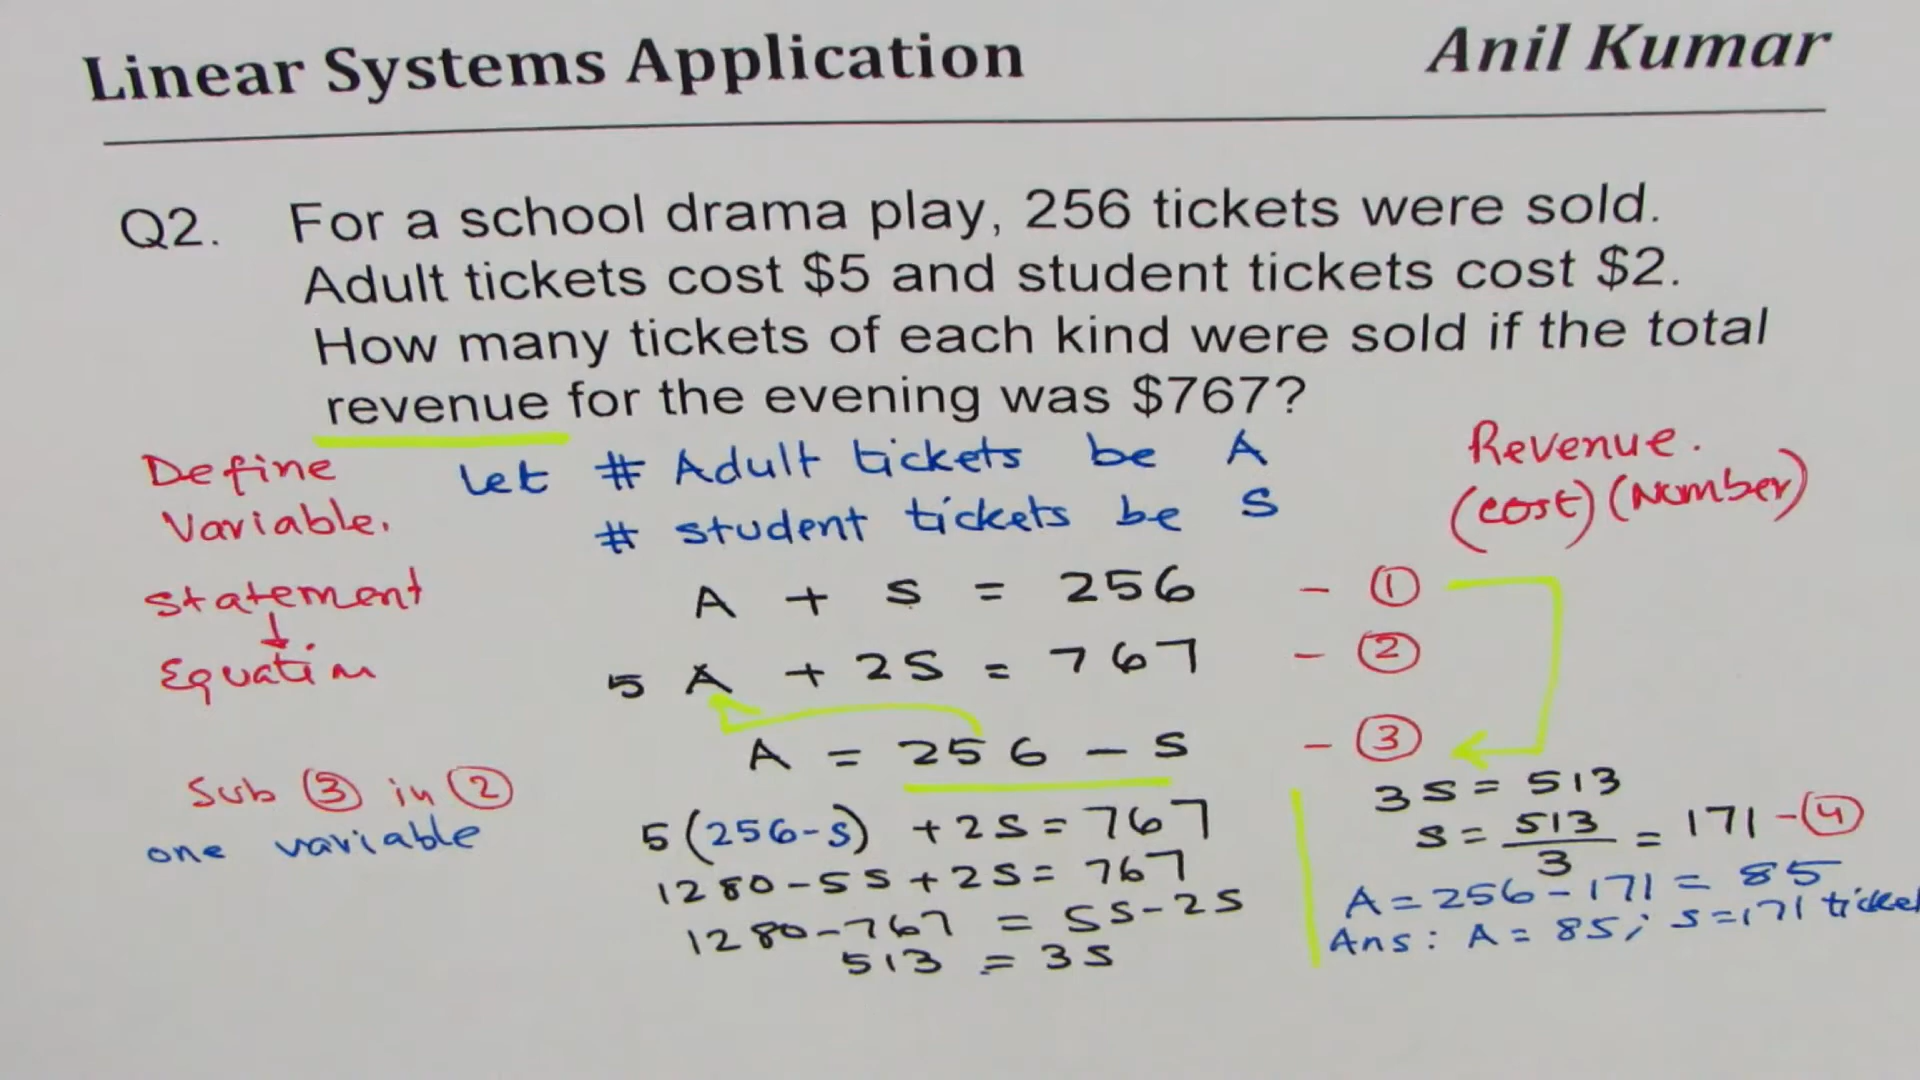 Linear Systems Application
Anil Kumar
Q2. For a school drama play, 256 tickets were sold.
Adult tickets cost $5 and student tickets cost $2.
How many tickets of each kind were sold if the total
revenue for the evening was $767?
Define
Variable.
Let # Adult tickets be A
# student tickets be S
Revenue.
(cost) (Number)
Statement
↓
Equation
A + S = 256 - ①
5 A + 2S = 767 - ②
A = 256 - S - ③
Sub ③ in ②
one variable
5(256-S) +2S = 767
1280-5S+2S = 767
1280-767 = 5S-2S
513 = 3S
3S = 513
S = 513/3 = 171 - ④
A = 256-171 = 85
Ans: A = 85; S=171 ticket